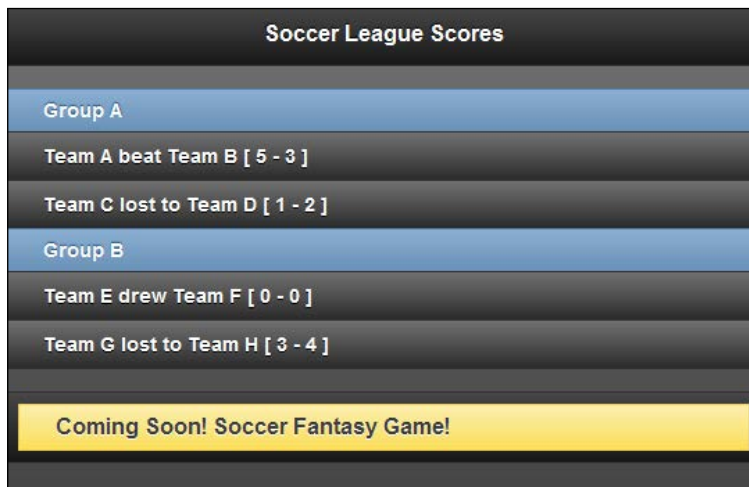 Soccer League Scores
Group A
Team A beat Team B [ 5 - 3 ]
Team C lost to Team D [ 1 - 2 ]
Group B
Team E drew Team F [ 0 - 0 ]
Team G lost to Team H [ 3 - 4 ]
Coming Soon! Soccer Fantasy Game!